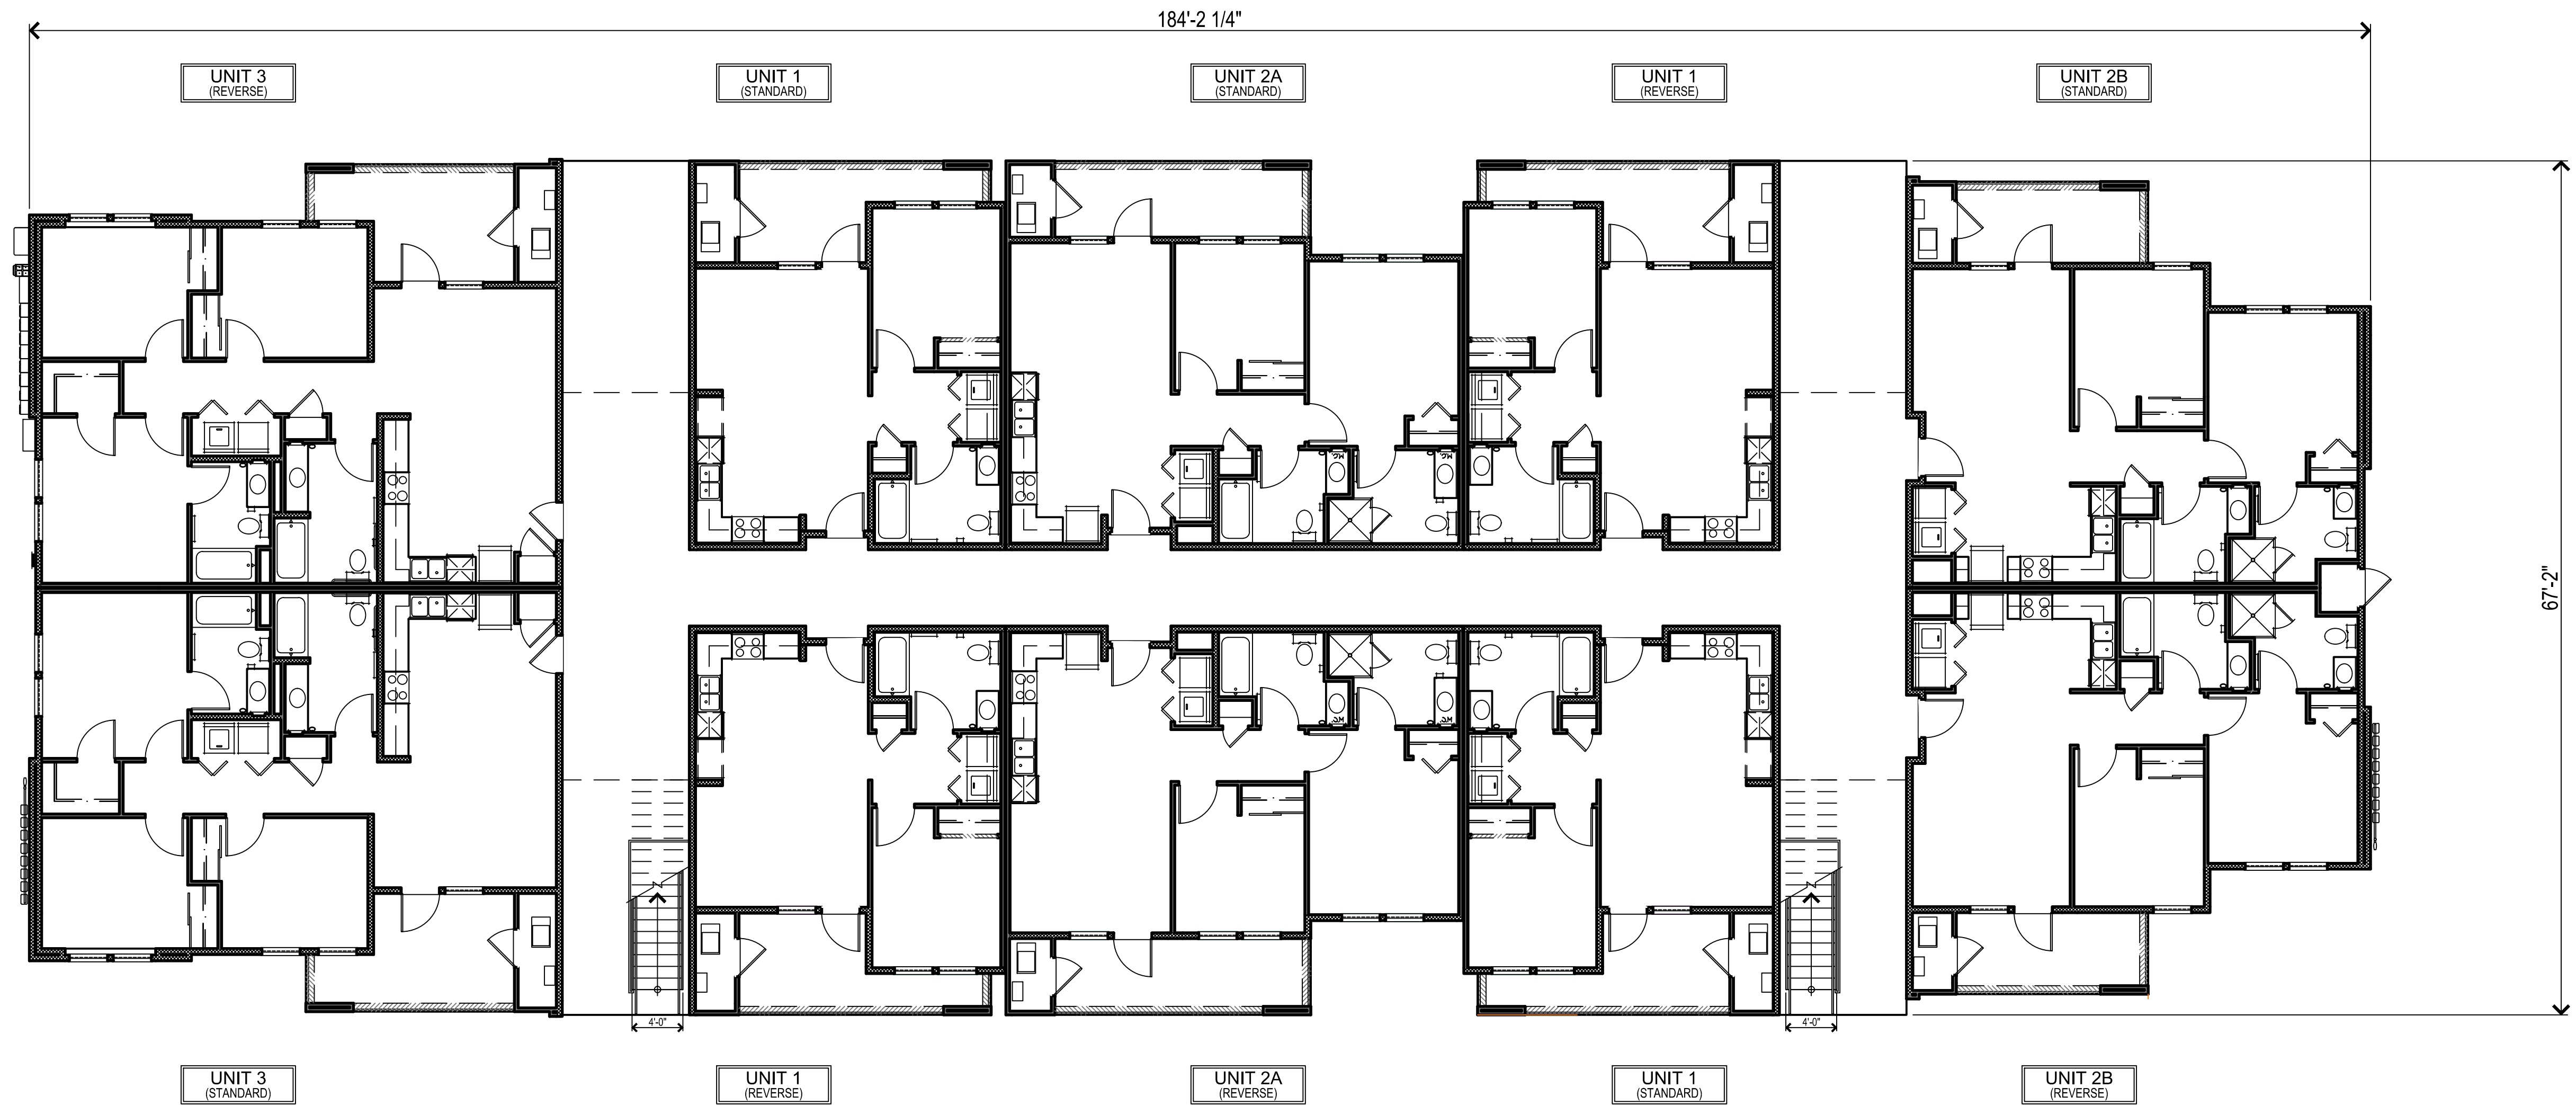 184'-2 1/4"
UNIT 3
(REVERSE)
UNIT 1
(STANDARD)
UNIT 2A
(STANDARD)
UNIT 1
(REVERSE)
UNIT 2B
(STANDARD)
67'-2"
4'-0"
4'-0"
UNIT 3
(STANDARD)
UNIT 1
(REVERSE)
UNIT 2A
(REVERSE)
UNIT 1
(STANDARD)
UNIT 2B
(REVERSE)